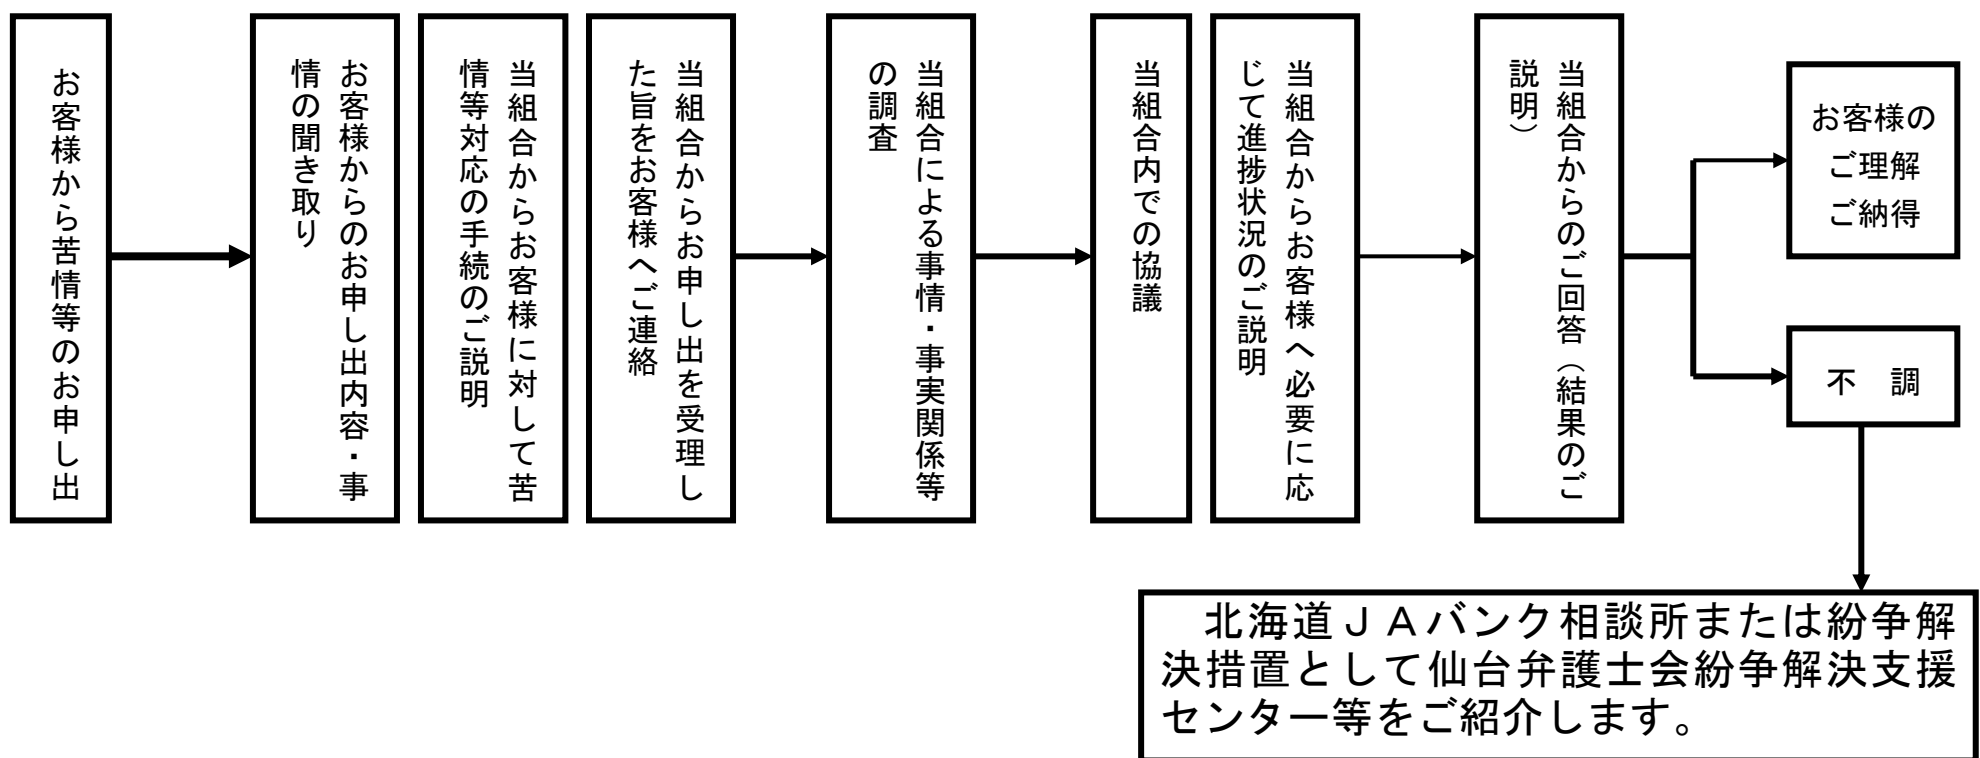 お客様から苦情等のお申し出
お客様からのお申し出内容・事
情の聞き取り
当組合からお客様に対して苦
情等対応の手続のご説明
当組合からお申し出を受理し
た旨をお客様へご連絡
当組合による事情・事実関係等
の調査
当組合内での協議
当組合からお客様へ必要に応
じて進捗状況のご説明
当組合からのご回答（結果のご
説明）
お客様の
ご理解
ご納得
不　調
　北海道ＪＡバンク相談所または紛争解
決措置として仙台弁護士会紛争解決支援
センター等をご紹介します。